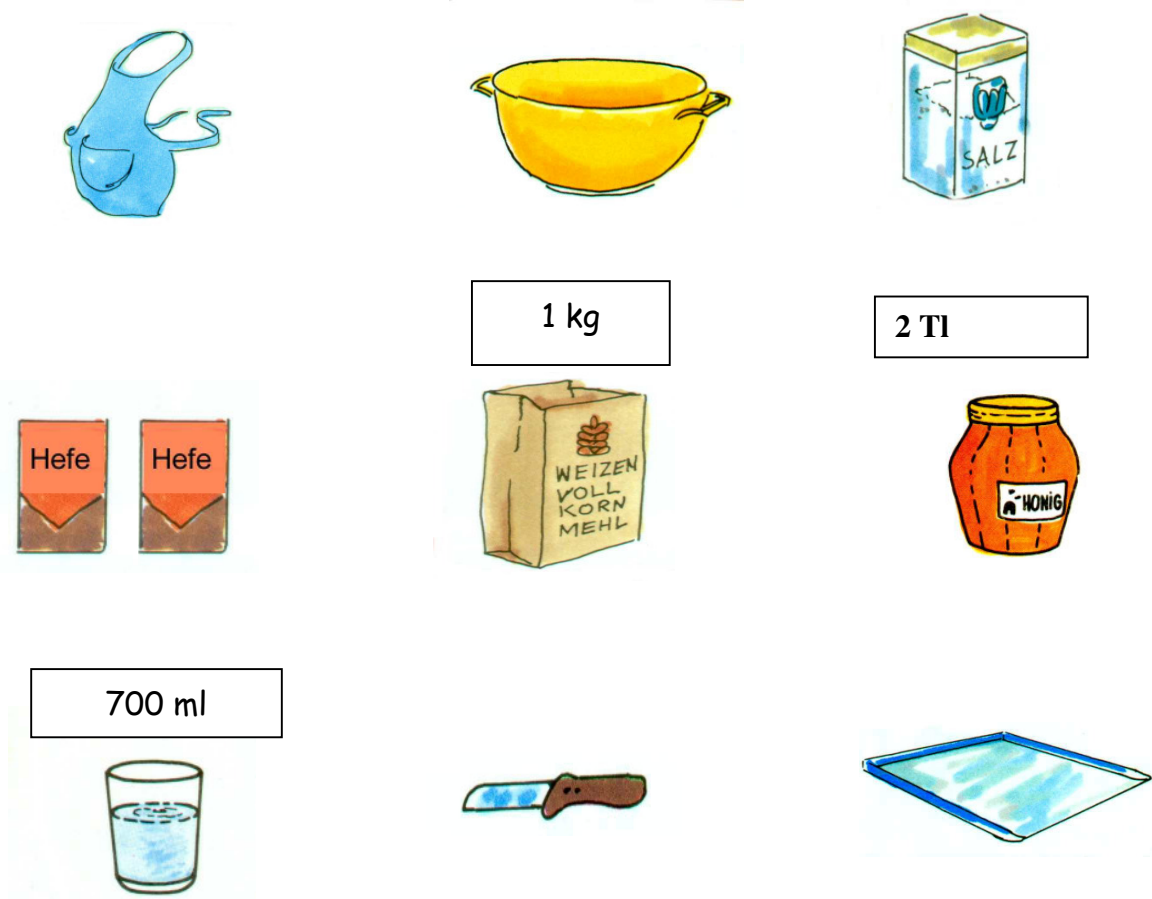 SALZ
1 kg
2 Tl
Hefe
Hefe
WEIZEN
VOLL
KORN
MEHL
HONIG
700 ml